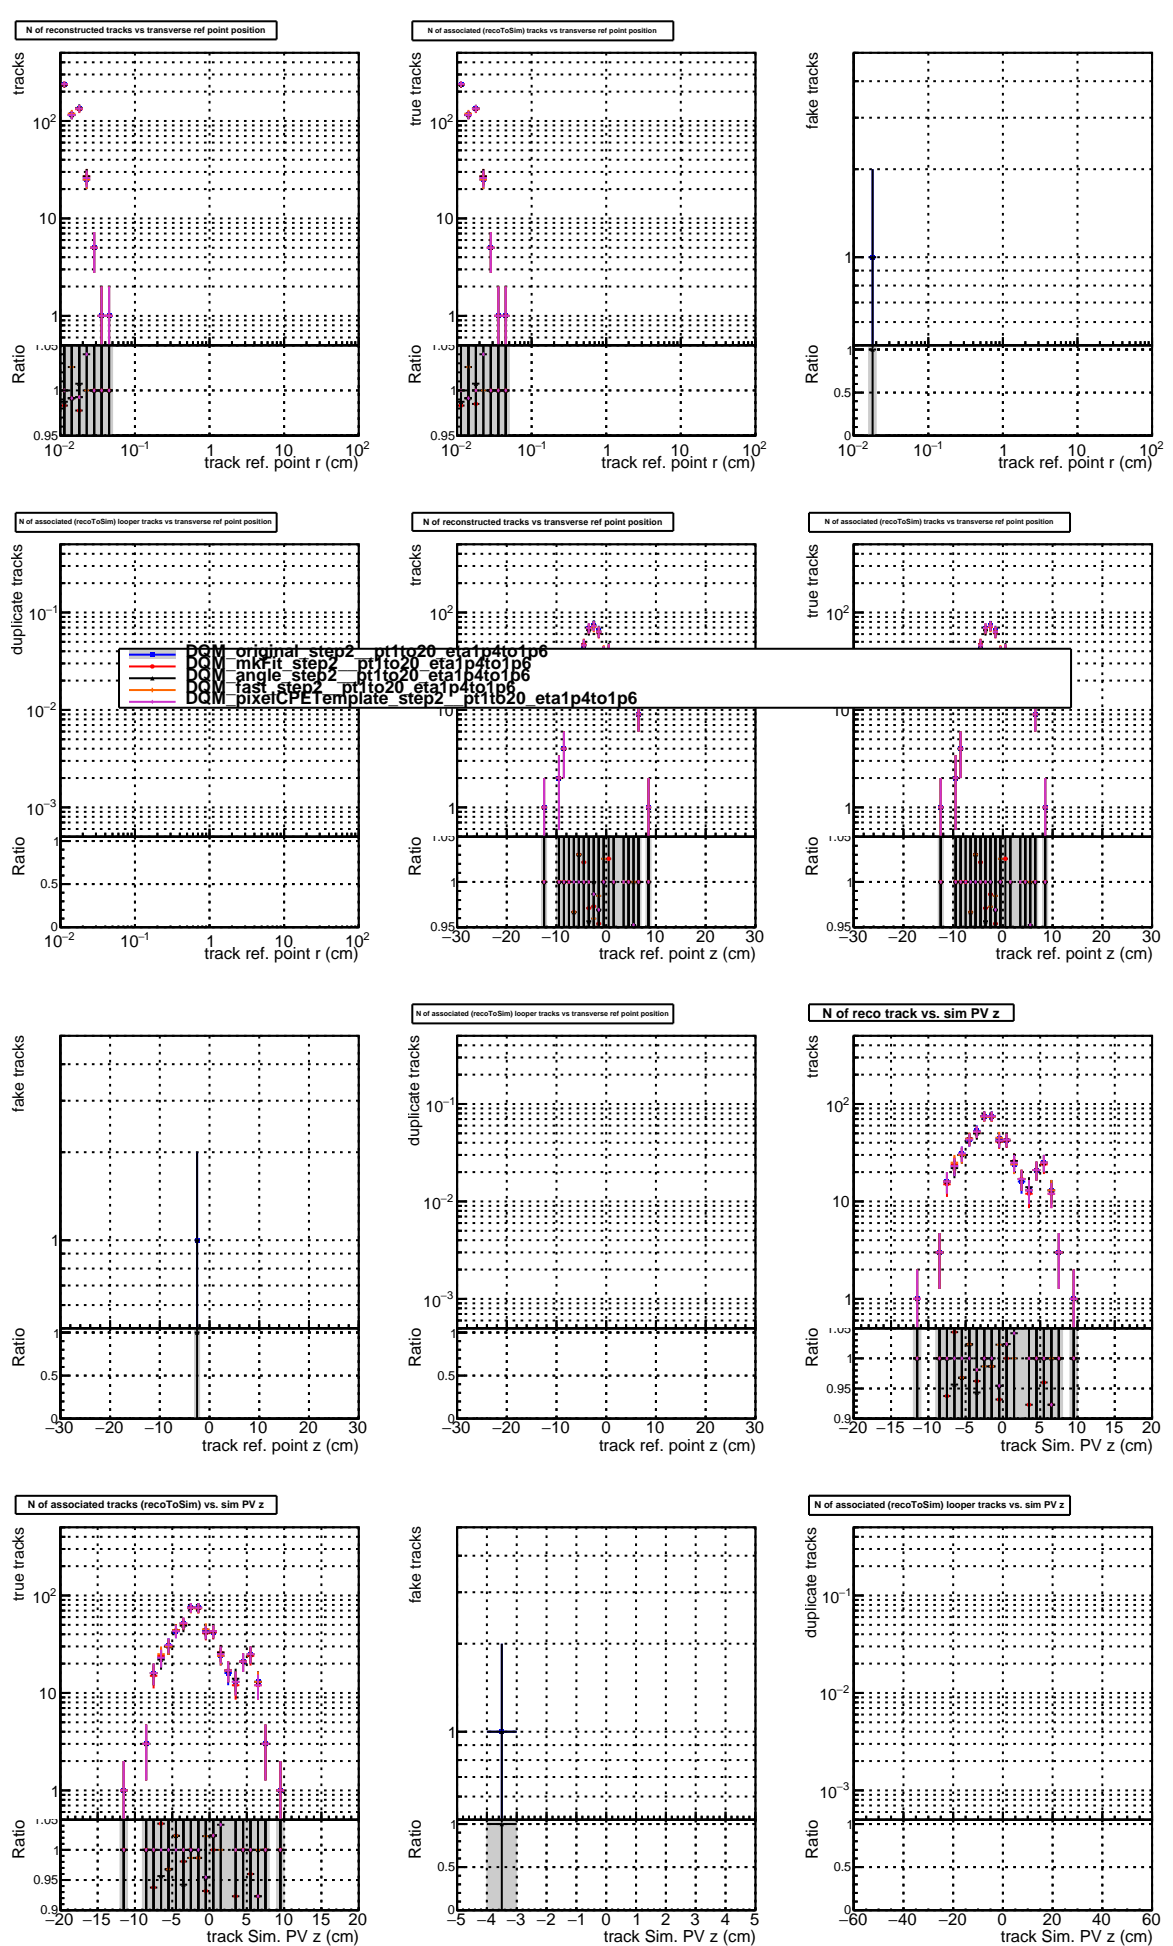 N of reconstructed tracks vs transverse ref point position
tracks
10²
10
1
1.05
Ratio
1
0.95
10⁻² 10⁻¹ 1 10 10²
track ref. point r (cm)
N of associated (recoToSim) tracks vs transverse ref point position
true tracks
10²
10
1
1.05
Ratio
1
0.95
10⁻² 10⁻¹ 1 10 10²
track ref. point r (cm)
fake tracks
1
Ratio
1
0.5
0
10⁻² 10⁻¹ 1 10 10²
track ref. point r (cm)
N of associated (recoToSim) looper tracks vs transverse ref point position
duplicate tracks
10⁻¹
10⁻²
10⁻³
Ratio
1
0.5
0
10⁻² 10⁻¹ 1 10 10²
track ref. point r (cm)
N of reconstructed tracks vs transverse ref point position
tracks
10²
10
1
1.05
Ratio
1
0.95
−30 −20 −10 0 10 20 30
track ref. point z (cm)
N of associated (recoToSim) tracks vs transverse ref point position
true tracks
10²
10
1
1.05
Ratio
1
0.95
−30 −20 −10 0 10 20 30
track ref. point z (cm)
DQM_original_step2__pt1to20_eta1p4to1p6
DQM_mkFit_step2__pt1to20_eta1p4to1p6
DQM_angle_step2__pt1to20_eta1p4to1p6
DQM_fast_step2__pt1to20_eta1p4to1p6
DQM_pixelCPETemplate_step2__pt1to20_eta1p4to1p6
fake tracks
1
Ratio
1
0.5
0
−30 −20 −10 0 10 20 30
track ref. point z (cm)
N of associated (recoToSim) looper tracks vs transverse ref point position
duplicate tracks
10⁻¹
10⁻²
10⁻³
Ratio
1
0.5
0
−30 −20 −10 0 10 20 30
track ref. point z (cm)
N of reco track vs. sim PV z
tracks
10²
10
1
1.05
Ratio
1
0.95
0.9
−20 −15 −10 −5 0 5 10 15 20
track Sim. PV z (cm)
N of associated tracks (recoToSim) vs. sim PV z
true tracks
10²
10
1
1.05
Ratio
1
0.95
0.9
−20 −15 −10 −5 0 5 10 15 20
track Sim. PV z (cm)
fake tracks
1
Ratio
1
0.5
0
−5 −4 −3 −2 −1 0 1 2 3 4 5
track Sim. PV z (cm)
N of associated (recoToSim) looper tracks vs. sim PV z
duplicate tracks
10⁻¹
10⁻²
10⁻³
Ratio
1
0.5
0
−60 −40 −20 0 20 40 60
track Sim. PV z (cm)